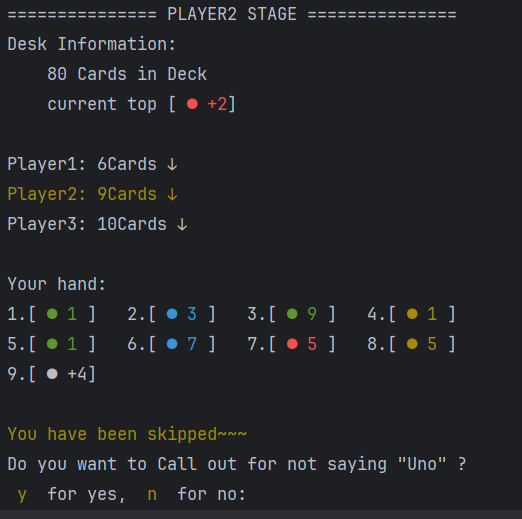 =============== PLAYER2 STAGE ===============
Desk Information:
80 Cards in Deck
current top [ ● +2]
Player1: 6Cards ↓
Player2: 9Cards ↓
Player3: 10Cards ↓
Your hand:
1.[ ● 1 ]   2.[ ● 3 ]   3.[ ● 9 ]   4.[ ● 1 ]
5.[ ● 1 ]   6.[ ● 7 ]   7.[ ● 5 ]   8.[ ● 5 ]
9.[ ● +4]
You have been skipped~~~
Do you want to Call out for not saying "Uno" ?
y  for yes,  n  for no: